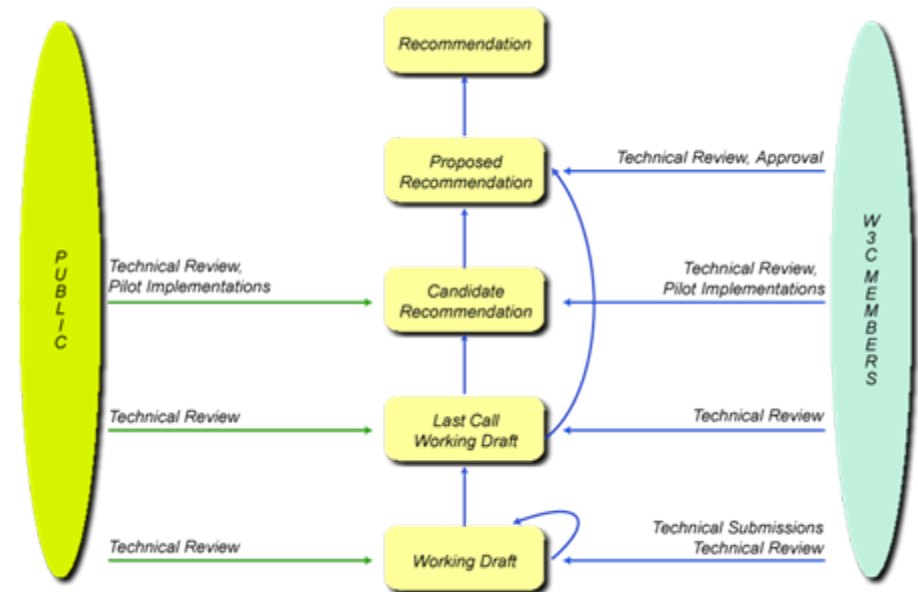 Recommendation
Proposed
Recommendation
Technical Review, Approval
PUBLIC
W3C MEMBERS
Technical Review,
Pilot Implementations
Candidate
Recommendation
Technical Review,
Pilot Implementations
Technical Review
Last Call
Working Draft
Technical Review
Technical Review
Working Draft
Technical Submissions
Technical Review